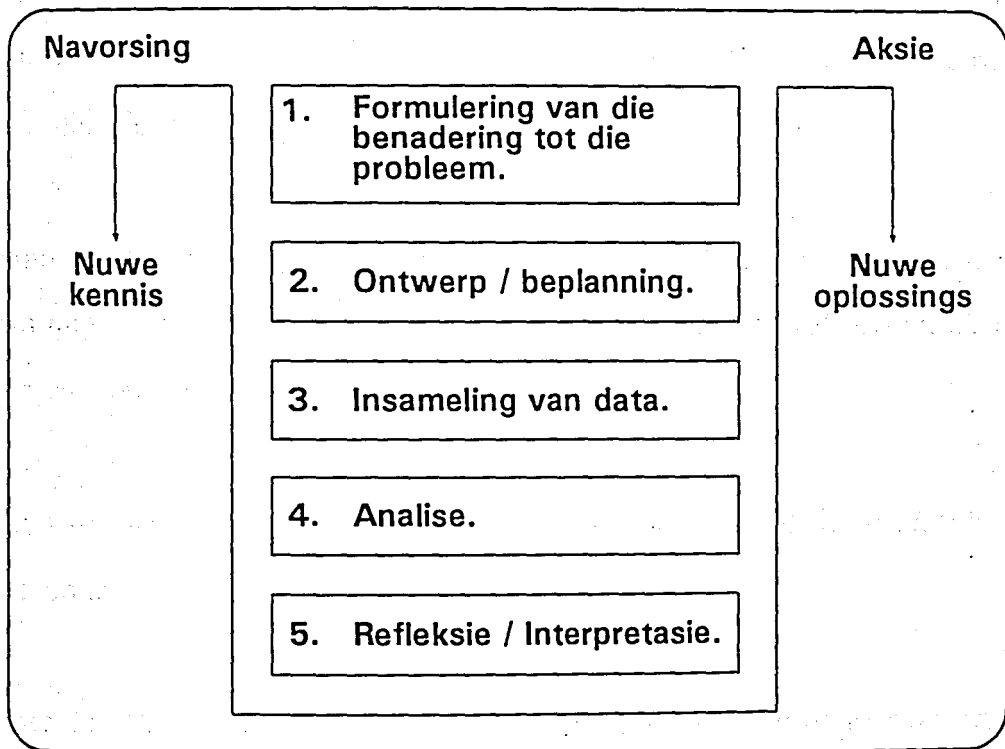 Navorsing
Aksie
1. Formulering van die
benadering tot die
probleem.
Nuwe
kennis
2. Ontwerp / beplanning.
Nuwe
oplossings
3. Insameling van data.
4. Analise.
5. Refleksie / Interpretasie.